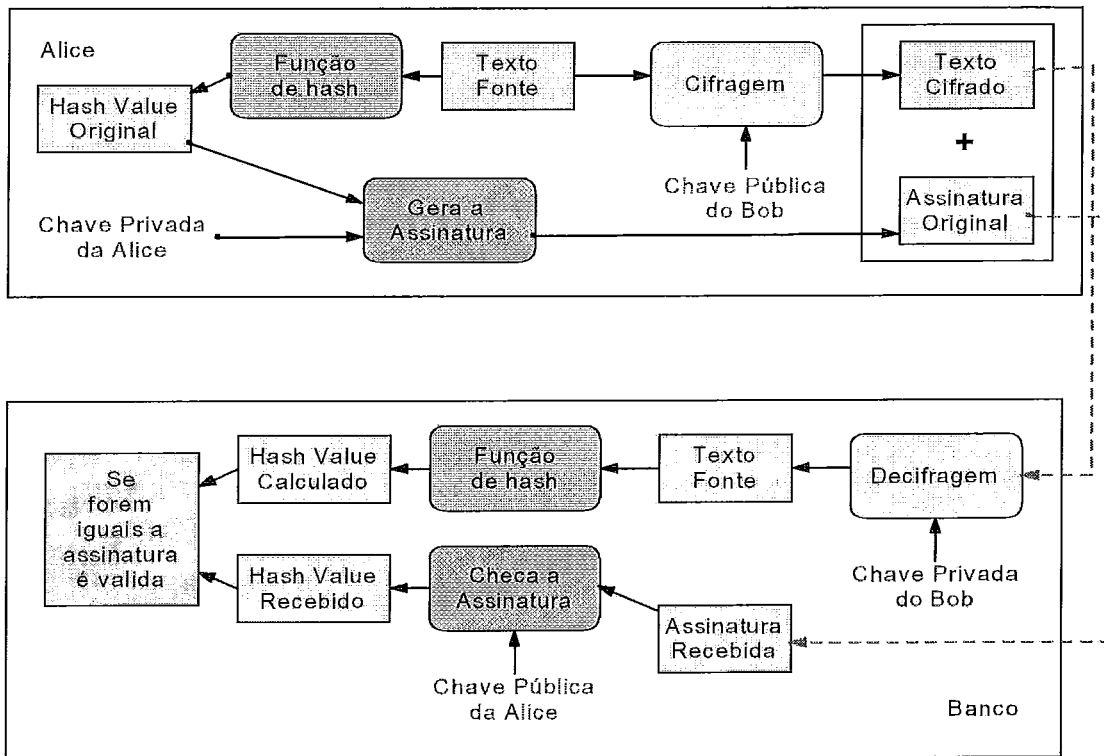 Alice
Função
de hash
Texto
Fonte
Cifragem
Texto
Cifrado
Hash Value
Original
+
Chave Pública
do Bob
Chave Privada
da Alice
Gera a
Assinatura
Assinatura
Original
Se
forem
iguais a
assinatura
é valida
Hash Value
Calculado
Função
de hash
Texto
Fonte
Decifragem
Hash Value
Recebido
Checa a
Assinatura
Assinatura
Recebida
Chave Privada
do Bob
Chave Pública
da Alice
Banco